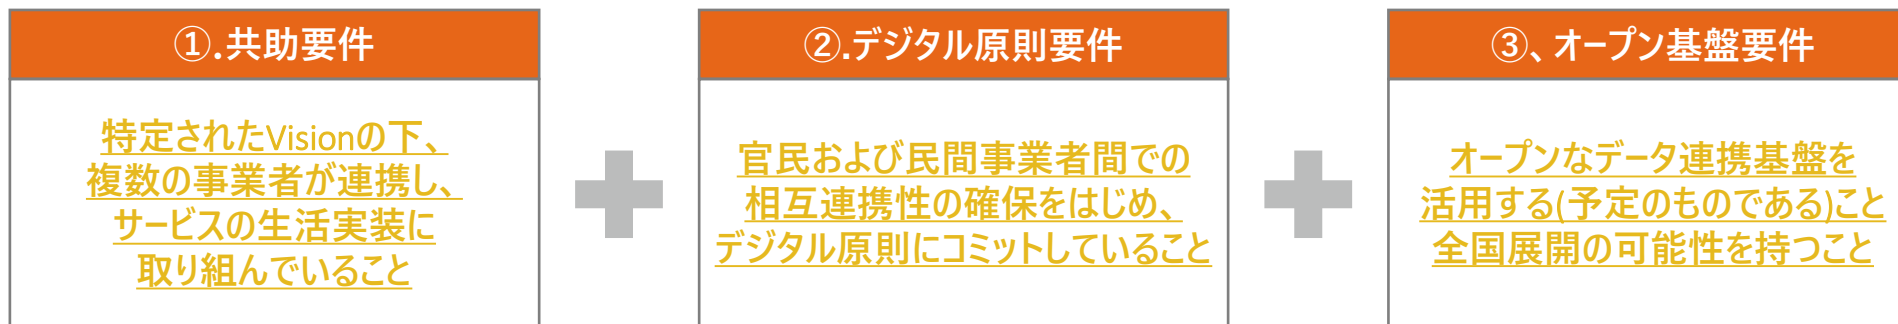 ①.共助要件
特定されたVisionの下、
複数の事業者が連携し、
サービスの生活実装に
取り組んでいること
②.デジタル原則要件
官民および民間事業者間での
相互連携性の確保をはじめ、
デジタル原則にコミットしていること
③、オープン基盤要件
オープンなデータ連携基盤を
活用する(予定のものである)こと
全国展開の可能性を持つこと